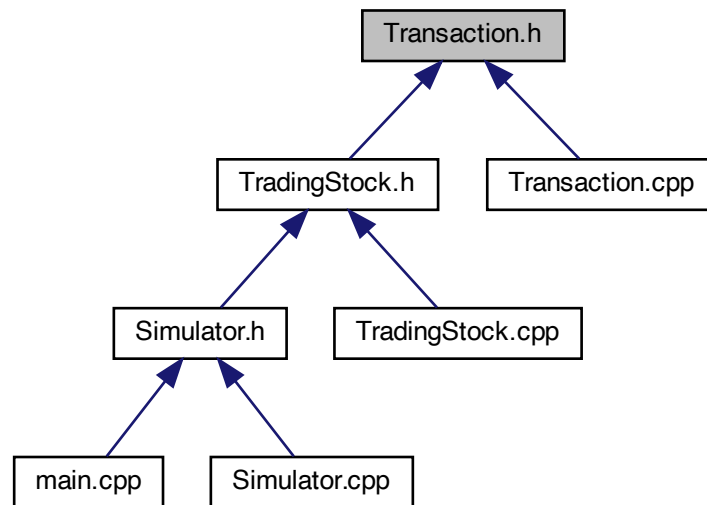 Transaction.h
TradingStock.h
Transaction.cpp
Simulator.h
TradingStock.cpp
main.cpp
Simulator.cpp